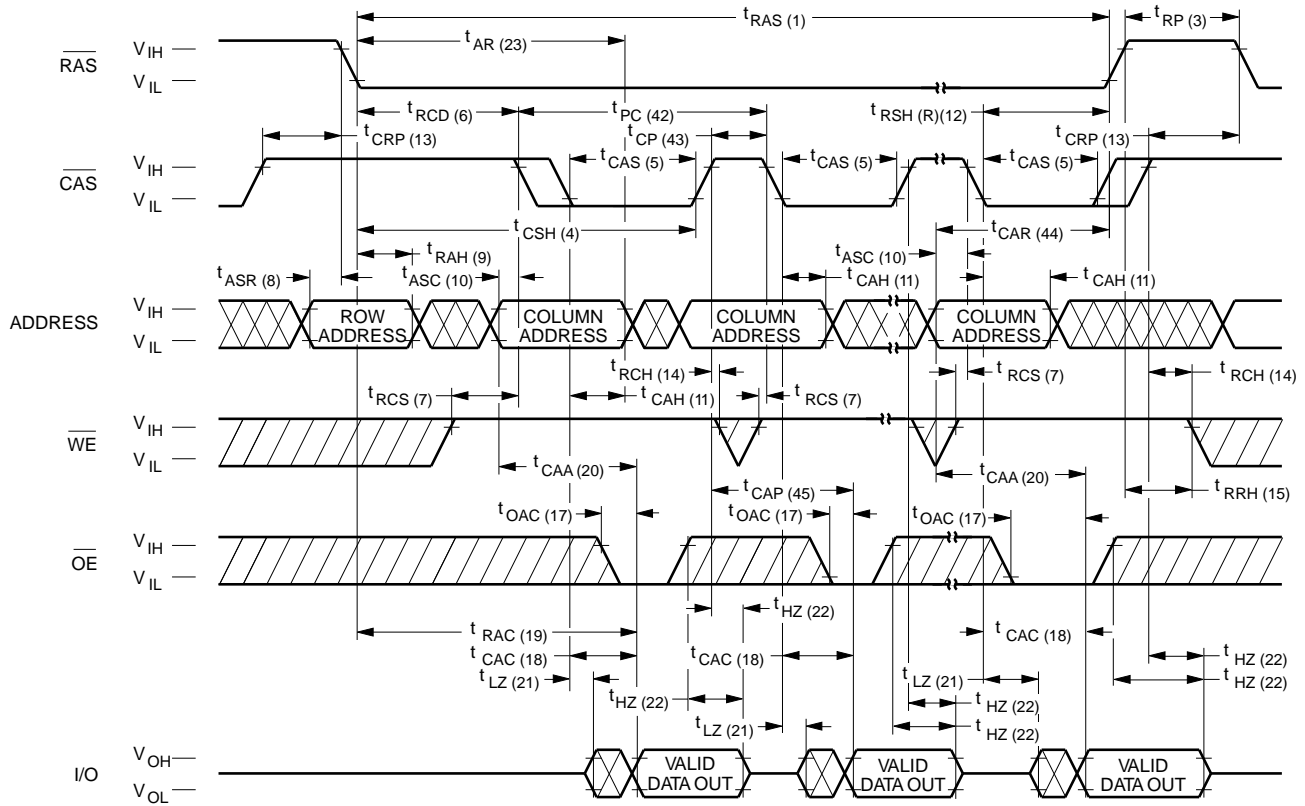 t RAS (1)
t RP (3)
t AR (23)
RAS
V IH
V IL
t RCD (6)
t PC (42)
t RSH (R)(12)
t CRP (13)
t CP (43)
t CRP (13)
CAS
V IH
V IL
t CAS (5)
t CAS (5)
t CAS (5)
t CSH (4)
t CAR (44)
t RAH (9)
t ASR (8)
t ASC (10)
t CAH (11)
t ASC (10)
t CAH (11)
ADDRESS
V IH
V IL
ROW ADDRESS
COLUMN ADDRESS
COLUMN ADDRESS
COLUMN ADDRESS
t RCH (14)
t RCS (7)
t RCH (14)
t RCS (7)
t CAH (11)
t RCS (7)
WE
V IH
V IL
t CAA (20)
t CAA (20)
t CAP (45)
t RRH (15)
t OAC (17)
t OAC (17)
t OAC (17)
OE
V IH
V IL
t HZ (22)
t RAC (19)
t CAC (18)
t CAC (18)
t CAC (18)
t HZ (22)
t LZ (21)
t LZ (21)
t HZ (22)
t HZ (22)
t HZ (22)
t LZ (21)
t HZ (22)
I/O
V OH
V OL
VALID DATA OUT
VALID DATA OUT
VALID DATA OUT